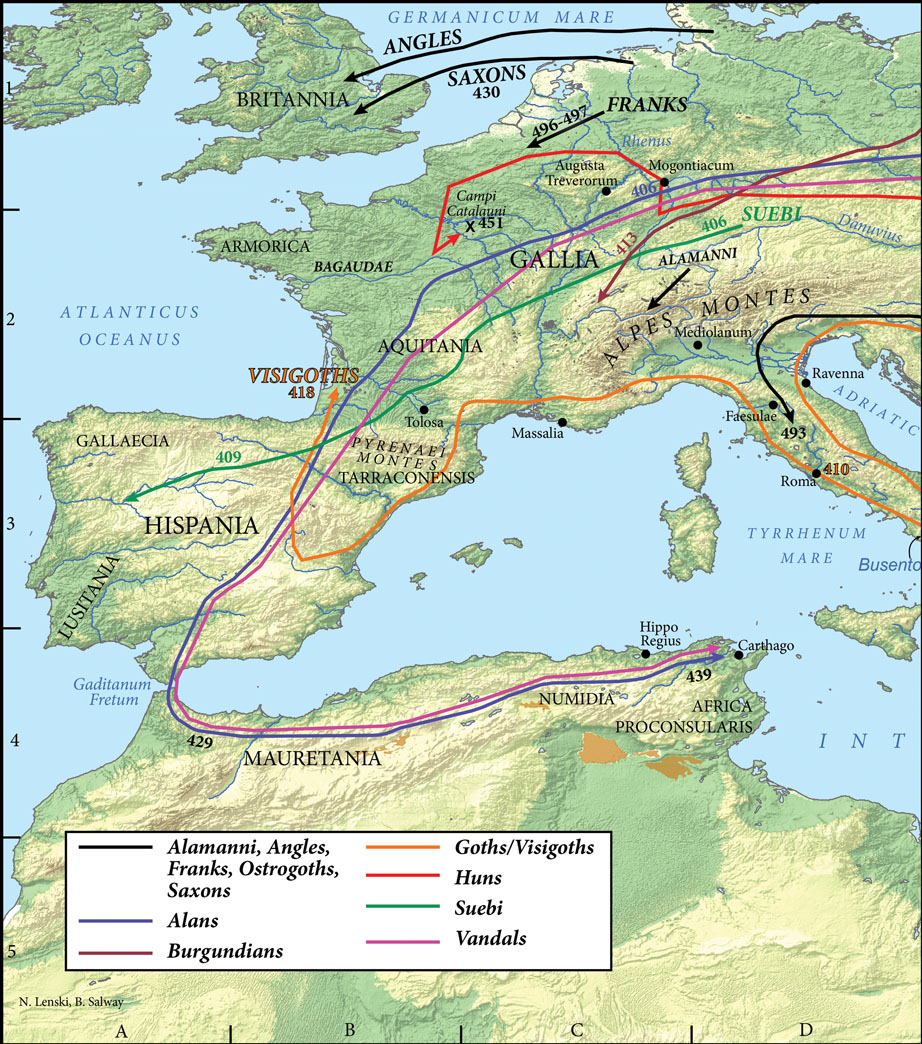 GERMANICUM MARE
ANGLES
SAXONS
430
1
BRITANNIA
FRANKS
496-497
Rhenus
Augusta
Treverorum
Mogontiacum
406
Campi
Catalauni
X 451
SUEBI
406
Danuvius
ARMORICA
BAGAUDAE
GALLIA
413
ALAMANNI
ATLANTICUS
OCEANUS
2
ALPES MONTES
Mediolanum
AQUITANIA
VISIGOTHS
418
Ravenna
ADRIATIC
Tolosa
Massalia
Faesulae
493
GALLAECIA
PYRENAEI
MONTES
TARRACONENSIS
409
Roma
410
HISPANIA
3
TYRRHENUM
MARE
Busento
LUSITANIA
Hippo
Regius
Carthago
439
Gaditanum
Fretum
NUMIDIA
AFRICA
PROCONSULARIS
429
4
MAURETANIA
INT
Alamanni, Angles,
Franks, Ostrogoths,
Saxons
Alans
Burgundians
Goths/Visigoths
Huns
Suebi
Vandals
5
N. Lenski, B. Salway
A
B
C
D